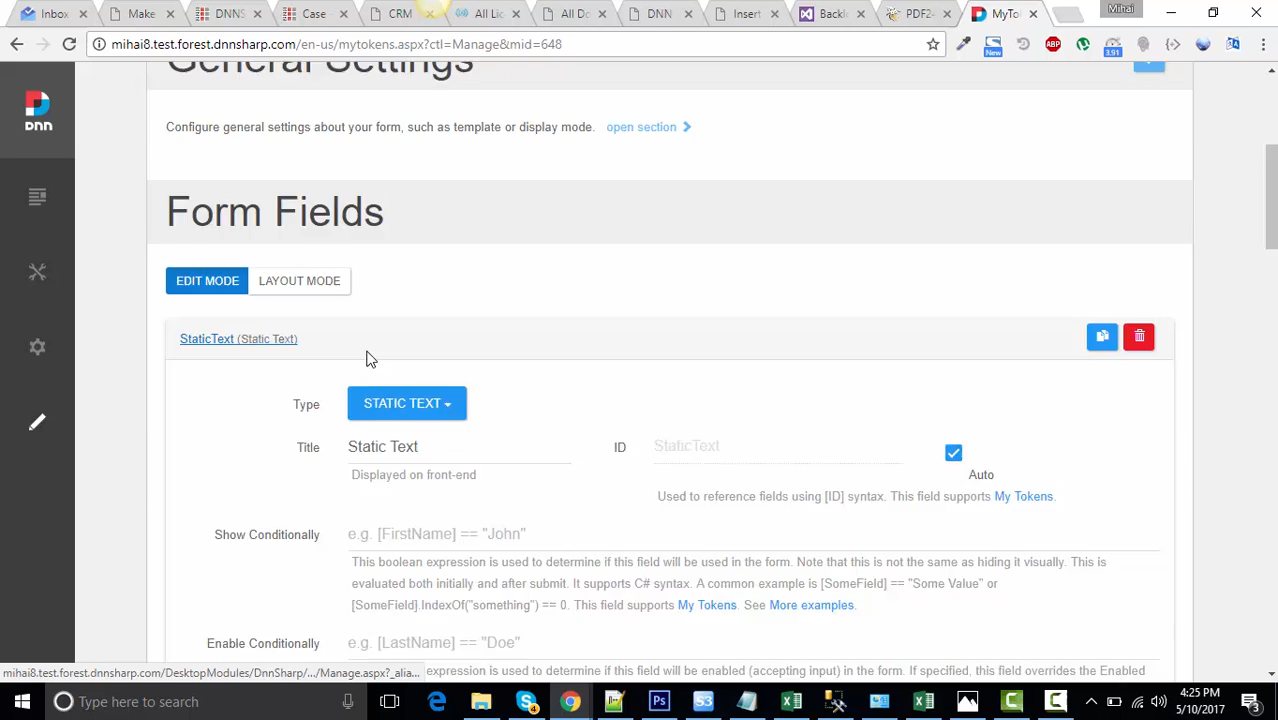 Inbox
Make
DNNS
Case -
CRM
All Lic
All Do
DNN
Insert
Backl
PDF2-
MyTo
Mihai
mihai8.test.forest.dnnsharp.com/en-us/mytokens.aspx?ctl=Manage&mid=648
New
ABP
3.91
DNN
General Settings
Configure general settings about your form, such as template or display mode. open section
Form Fields
EDIT MODE LAYOUT MODE
StaticText (Static Text)
Type STATIC TEXT
Title Static Text ID StaticText
Displayed on front-end Auto
Used to reference fields using [ID] syntax. This field supports My Tokens.
Show Conditionally e.g. [FirstName] == "John"
This boolean expression is used to determine if this field will be used in the form. Note that this is not the same as hiding it visually. This is
evaluated both initially and after submit. It supports C# syntax. A common example is [SomeField] == "Some Value" or
[SomeField].IndexOf("something") == 0. This field supports My Tokens. See More examples.
Enable Conditionally e.g. [LastName] == "Doe"
expression is used to determine if this field will be enabled (accepting input) in the form. If specified, this field overrides the Enabled
mihai8.test.forest.dnnsharp.com/DesktopModules/DnnSharp/.../Manage.aspx?_alia...
Type here to search
4:25 PM
5/10/2017